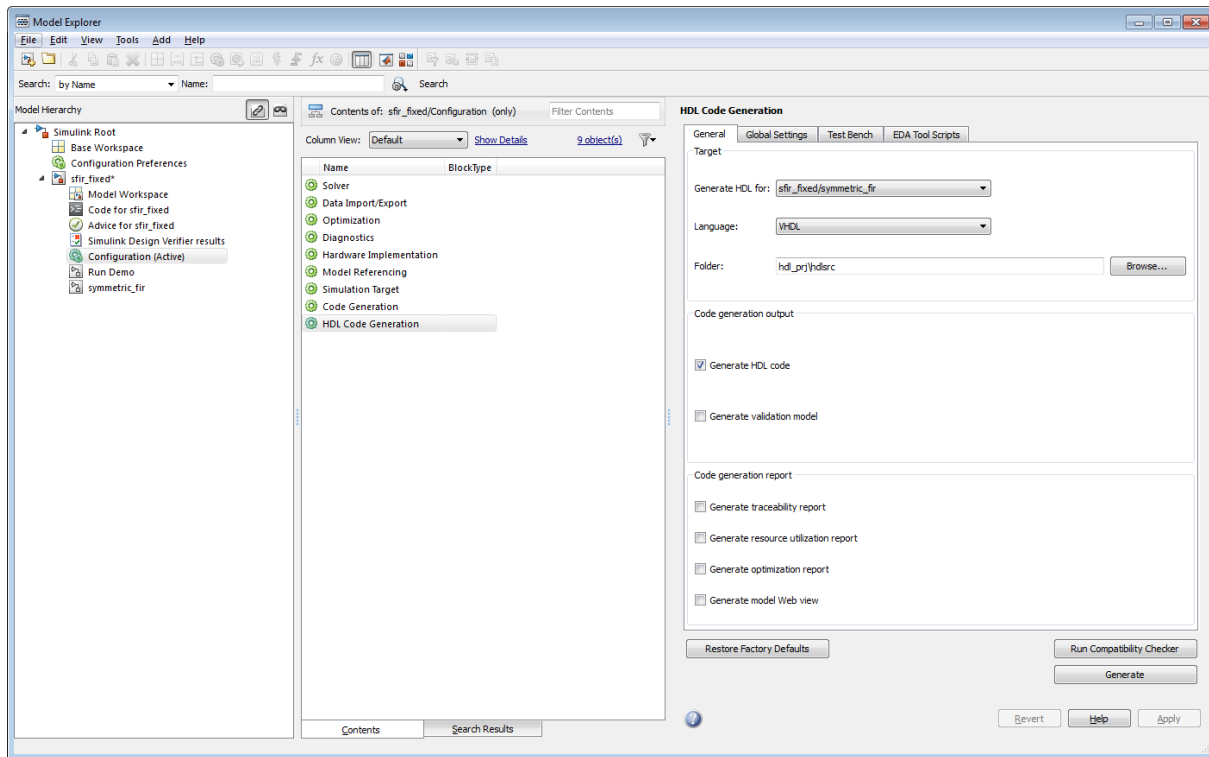 Model Explorer
File Edit View Tools Add Help
Search: by Name Name: Search
Model Hierarchy
Simulink Root
Base Workspace
Configuration Preferences
sfir_fixed*
Model Workspace
Code for sfir_fixed
Advice for sfir_fixed
Simulink Design Verifier results
Configuration (Active)
Run Demo
symmetric_fir
Contents of: sfir_fixed/Configuration (only) Filter Contents
Column View: Default Show Details 9 object(s)
Name BlockType
Solver
Data Import/Export
Optimization
Diagnostics
Hardware Implementation
Model Referencing
Simulation Target
Code Generation
HDL Code Generation
Contents Search Results
HDL Code Generation
General Global Settings Test Bench EDA Tool Scripts
Target
Generate HDL for: sfir_fixed/symmetric_fir
Language: VHDL
Folder: hdl_prj\hdlsrc Browse...
Code generation output
Generate HDL code
Generate validation model
Code generation report
Generate traceability report
Generate resource utilization report
Generate optimization report
Generate model Web view
Restore Factory Defaults Run Compatibility Checker
Generate
Revert Help Apply